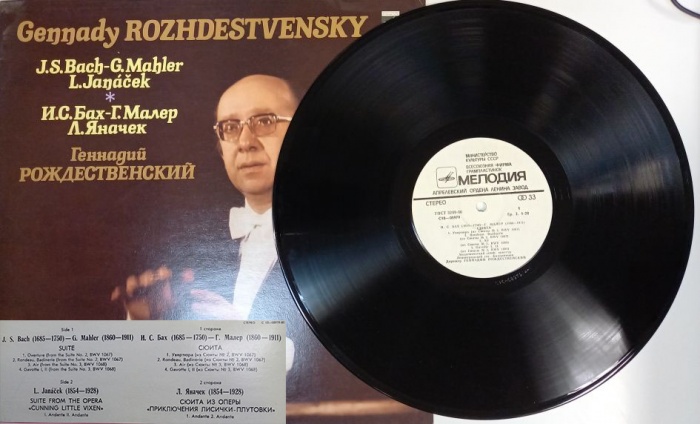 Gennady ROZHDESTVENSKY
J.S.Bach-G.Mahler
L.Janáček
*
И.С.Бах-Г.Малер
Л.Яначек
Геннадий
РОЖДЕСТВЕНСКИЙ
Side 1
J. S. Bach (1685—1750)—G. Mahler (1860—1911)
SUITE
1. Overture (from the Suite No. 2, BWV 1067)
2. Rondeau, Badinerie (from the Suite No. 2, BWV 1067)
3. Air (from the Suite No. 3, BWV 1068)
4. Gavotte I, II (from the Suite No. 3, BWV 1068)
Side 2
L. Janáček (1854—1928)
SUITE FROM THE OPERA
«CUNNING LITTLE VIXEN»
1. Andante II. Andante
1 сторона
И. С. Бах (1685—1750)—Г. Малер (1860—1911)
СЮИТА
1. Увертюра (из Сюиты № 2, BWV 1067)
2. Рондо, Бадинери (из Сюиты № 2, BWV 1067)
3. Air (из Сюиты № 3, BWV 1068)
4. Гавоты I, II (из Сюиты № 3, BWV 1068)
2 сторона
Л. Яначек (1854—1928)
СЮИТА ИЗ ОПЕРЫ
«ПРИКЛЮЧЕНИЯ ЛИСИЧКИ-ПЛУТОВКИ»
1. Andante 2. Andante
МИНИСТЕРСТВО
КУЛЬТУРЫ СССР
ВСЕСОЮЗНАЯ ФИРМА
ГРАМПЛАСТИНОК
МЕЛОДИЯ
АПРЕЛЕВСКИЙ ОРДЕНА ЛЕНИНА ЗАВОД
СТЕРЕО
33
ГОСТ